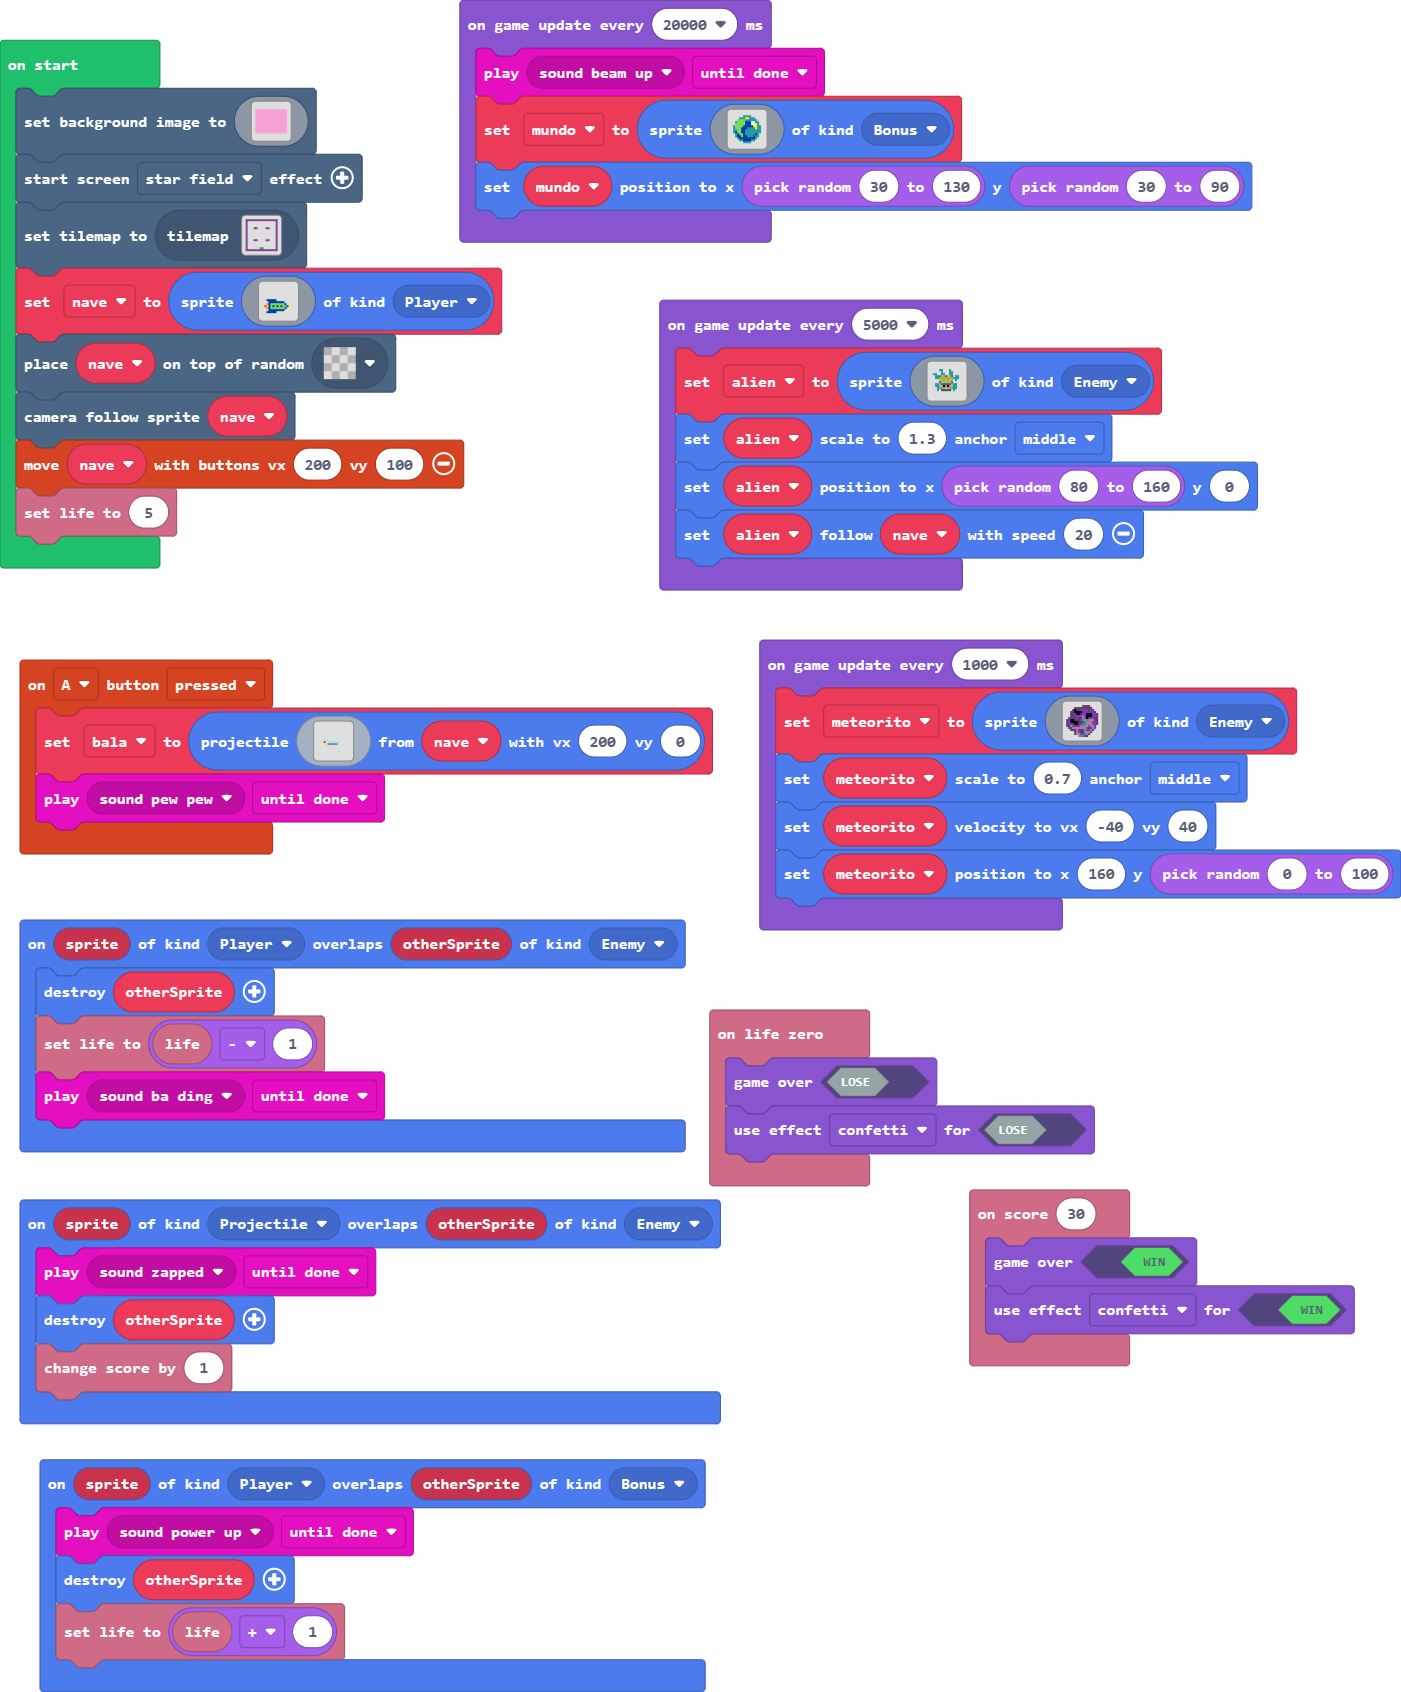 on start
set background image to
start screen star field effect
set tilemap to tilemap
set nave to sprite of kind Player
place nave on top of random
camera follow sprite nave
move nave with buttons vx 200 vy 100
set life to 5
on game update every 20000 ms
play sound beam up until done
set mundo to sprite of kind Bonus
set mundo position to x pick random 30 to 130 y pick random 30 to 90
on game update every 5000 ms
set alien to sprite of kind Enemy
set alien scale to 1.3 anchor middle
set alien position to x pick random 80 to 160 y 0
set alien follow nave with speed 20
on A button pressed
set bala to projectile from nave with vx 200 vy 0
play sound pew pew until done
on game update every 1000 ms
set meteorito to sprite of kind Enemy
set meteorito scale to 0.7 anchor middle
set meteorito velocity to vx -40 vy 40
set meteorito position to x 160 y pick random 0 to 100
on sprite of kind Player overlaps otherSprite of kind Enemy
destroy otherSprite
set life to life - 1
play sound ba ding until done
on life zero
game over LOSE
use effect confetti for LOSE
on score 30
game over WIN
use effect confetti for WIN
on sprite of kind Projectile overlaps otherSprite of kind Enemy
play sound zapped until done
destroy otherSprite
change score by 1
on sprite of kind Player overlaps otherSprite of kind Bonus
play sound power up until done
destroy otherSprite
set life to life + 1